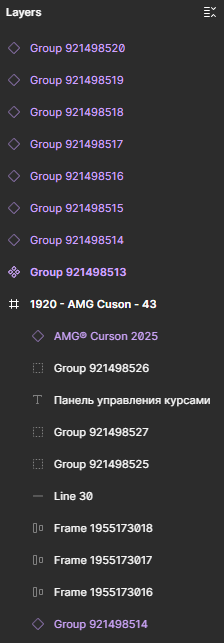 Layers
Group 921498520
Group 921498519
Group 921498518
Group 921498517
Group 921498516
Group 921498515
Group 921498514
Group 921498513
1920 - AMG Cuson - 43
AMG® Curson 2025
Group 921498526
Панель управления курсами
Group 921498527
Group 921498525
Line 30
Frame 1955173018
Frame 1955173017
Frame 1955173016
Group 921498514